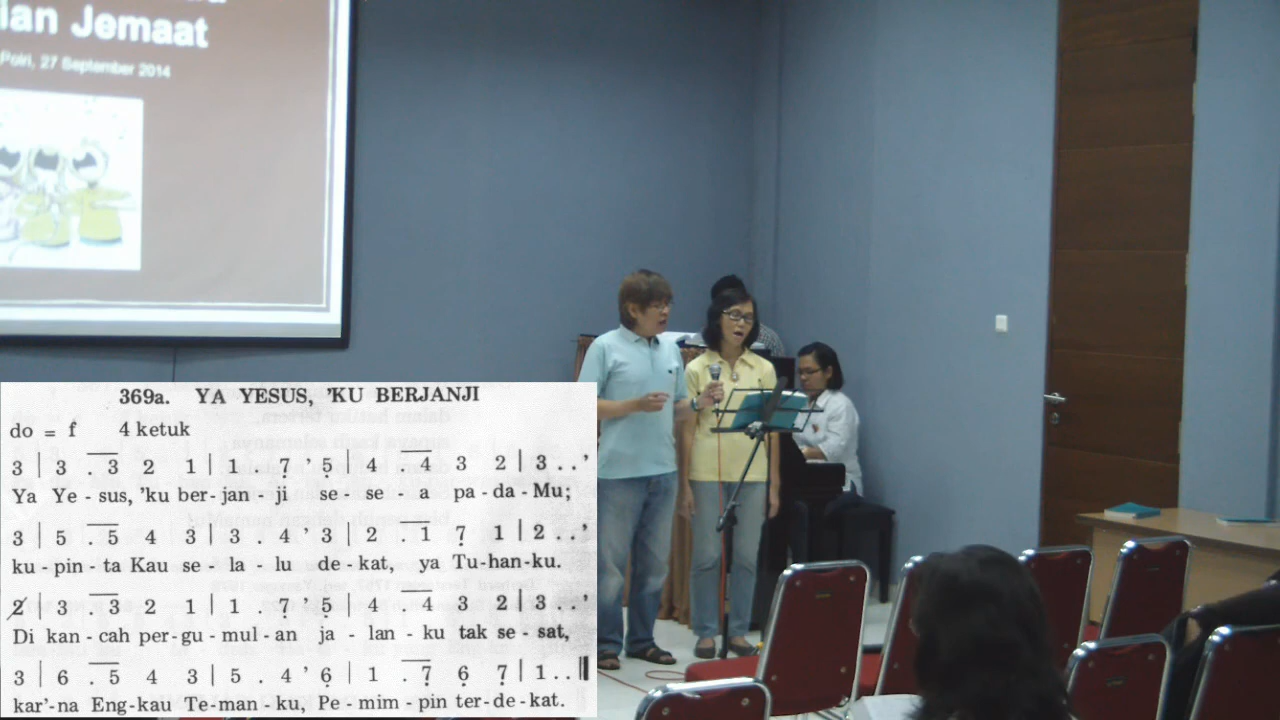 ian Jemaat
Polri, 27 September 2014
369a. YA YESUS, 'KU BERJANJI
do = f 4 ketuk
3 | 3 . 3 2 1 | 1 . 7 ' 5 | 4 . 4 3 2 | 3 . . '
Ya Ye - sus, 'ku ber - jan - ji se - se - a pa - da - Mu;
3 | 5 . 5 4 3 | 3 . 4 ' 3 | 2 . 1 7 1 | 2 . . '
ku - pin - ta Kau se - la - lu de - kat, ya Tu - han - ku.
2 | 3 . 3 2 1 | 1 . 7 ' 5 | 4 . 4 3 2 | 3 . . '
Di kan - cah per - gu - mul - an ja - lan - ku tak se - sat,
3 | 6 . 5 4 3 | 5 . 4 ' 6 | 1 . 7 6 7 | 1 . .
kar'- na Eng - kau Te - man - ku, Pe - mim - pin ter - de - kat.